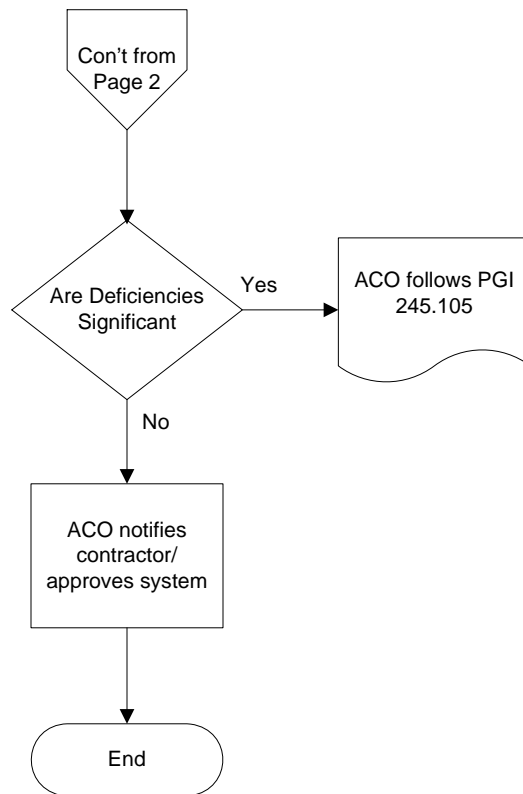 Con't from
Page 2
Are Deficiencies
Significant
Yes
ACO follows PGI
245.105
No
ACO notifies
contractor/
approves system
End